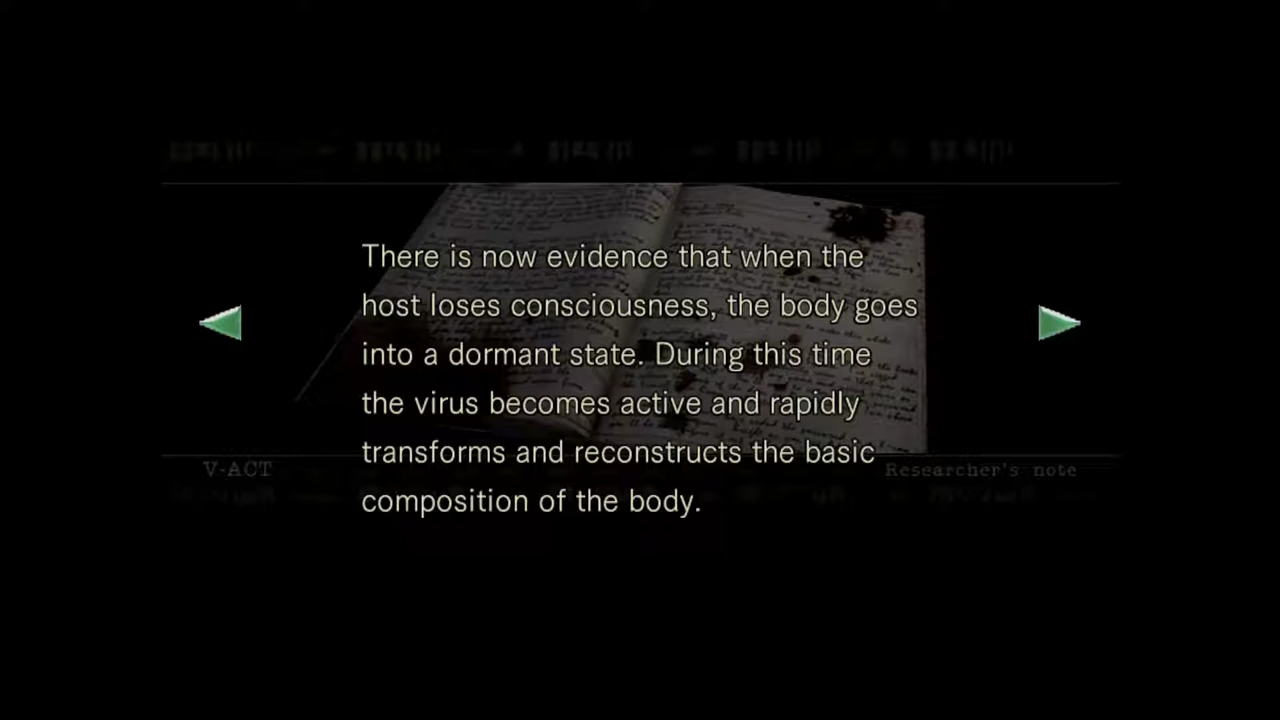 There is now evidence that when the
host loses consciousness, the body goes
into a dormant state. During this time
the virus becomes active and rapidly
transforms and reconstructs the basic
composition of the body.
V-ACT
Researcher's note